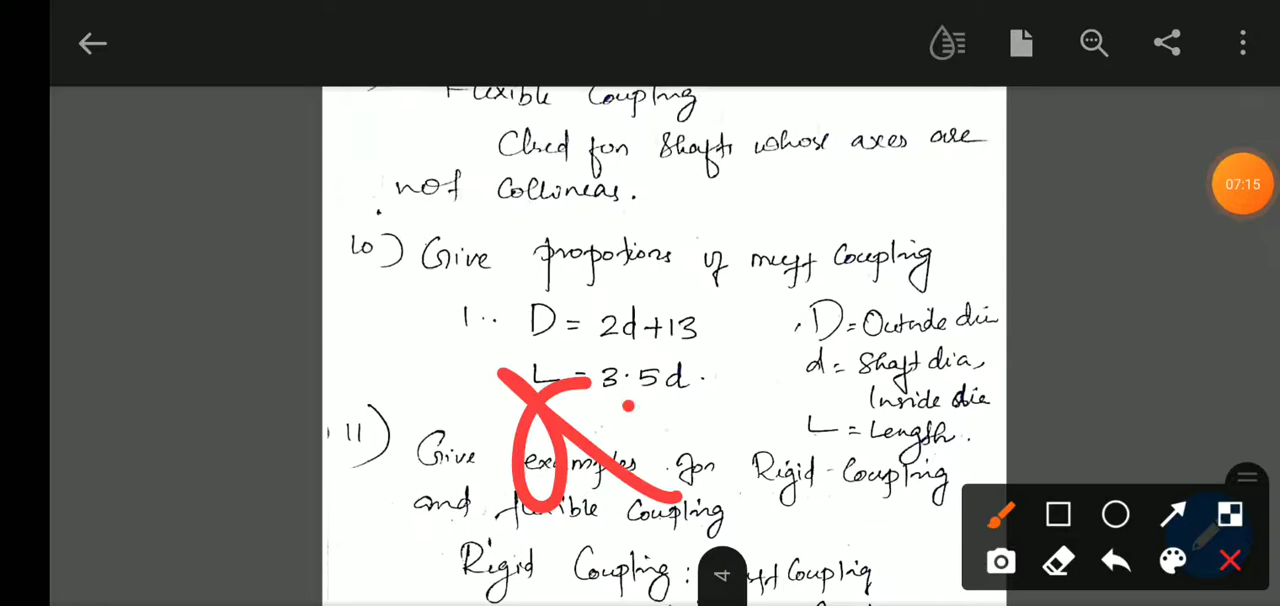 Flexible Coupling
Used for Shafts whose axes are
not Collinear.
10) Give proportions of muff Coupling
1.. D = 2d+13 , D = Outside dia
L = 3.5d. d = Shaft dia,
Inside dia
L = Length.
11) Give examples for Rigid Coupling
and flexible Coupling
Rigid Coupling : Coupling
07:15
4